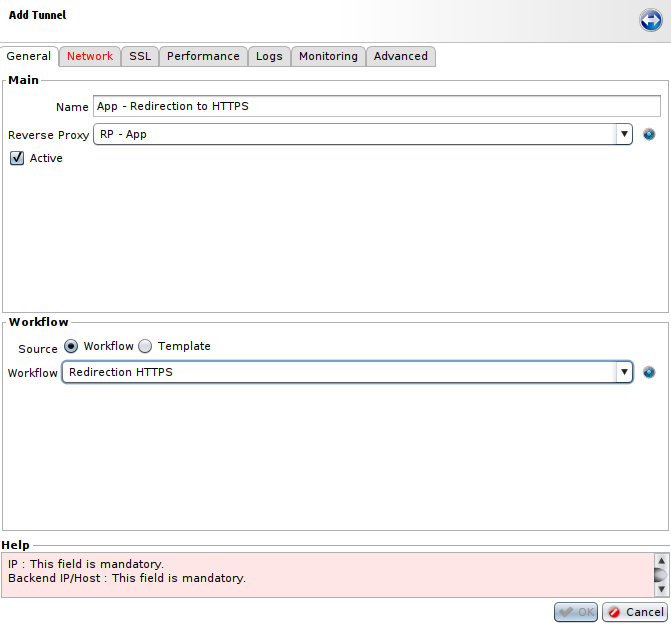 Add Tunnel
General Network SSL Performance Logs Monitoring Advanced
Main
Name App - Redirection to HTTPS
Reverse Proxy RP - App
Active
Workflow
Source Workflow Template
Workflow Redirection HTTPS
Help
IP : This field is mandatory.
Backend IP/Host : This field is mandatory.
OK Cancel